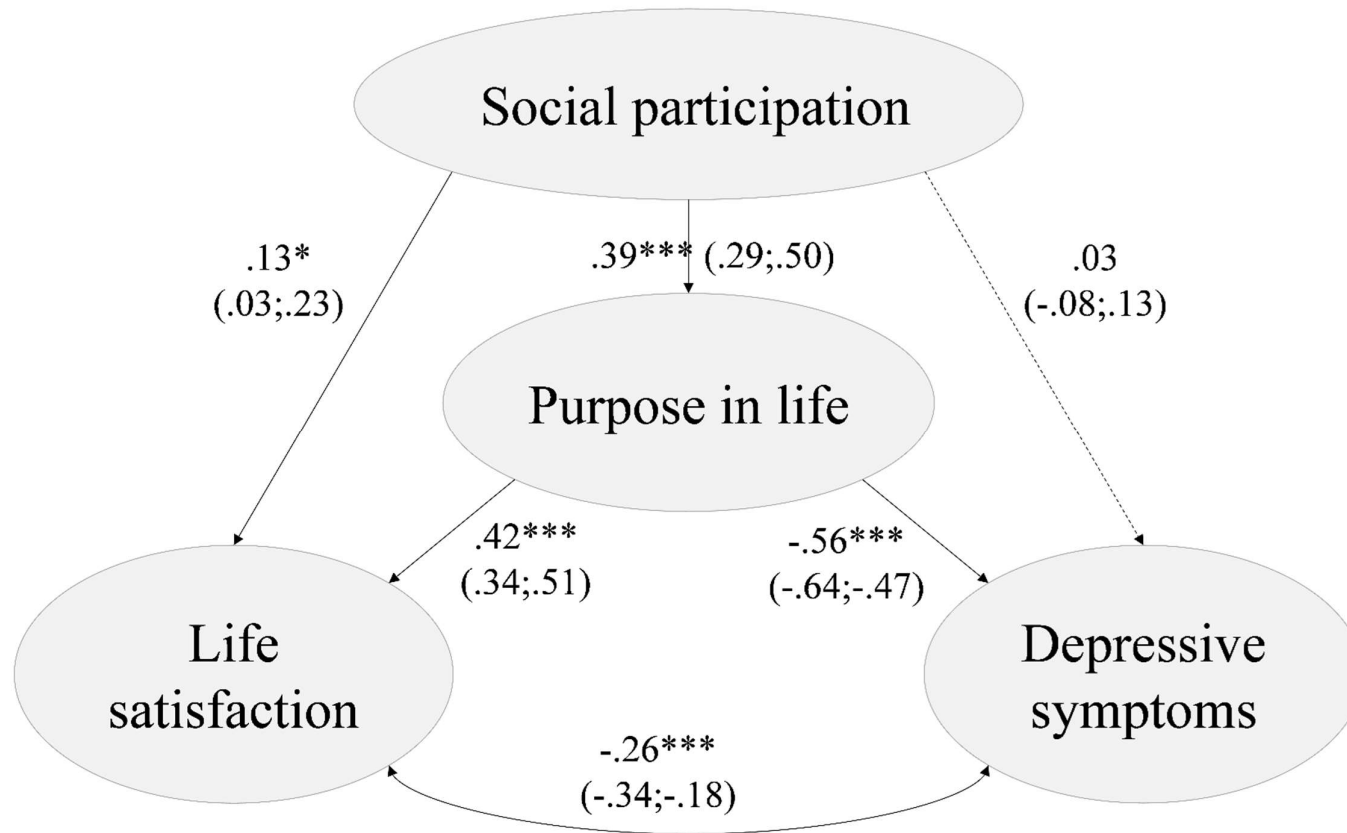 Social participation
.13*
(.03;.23)
.39*** (.29;.50)
.03
(-.08;.13)
Purpose in life
.42***
(.34;.51)
-.56***
(-.64;-.47)
Life
satisfaction
Depressive
symptoms
-.26***
(-.34;-.18)